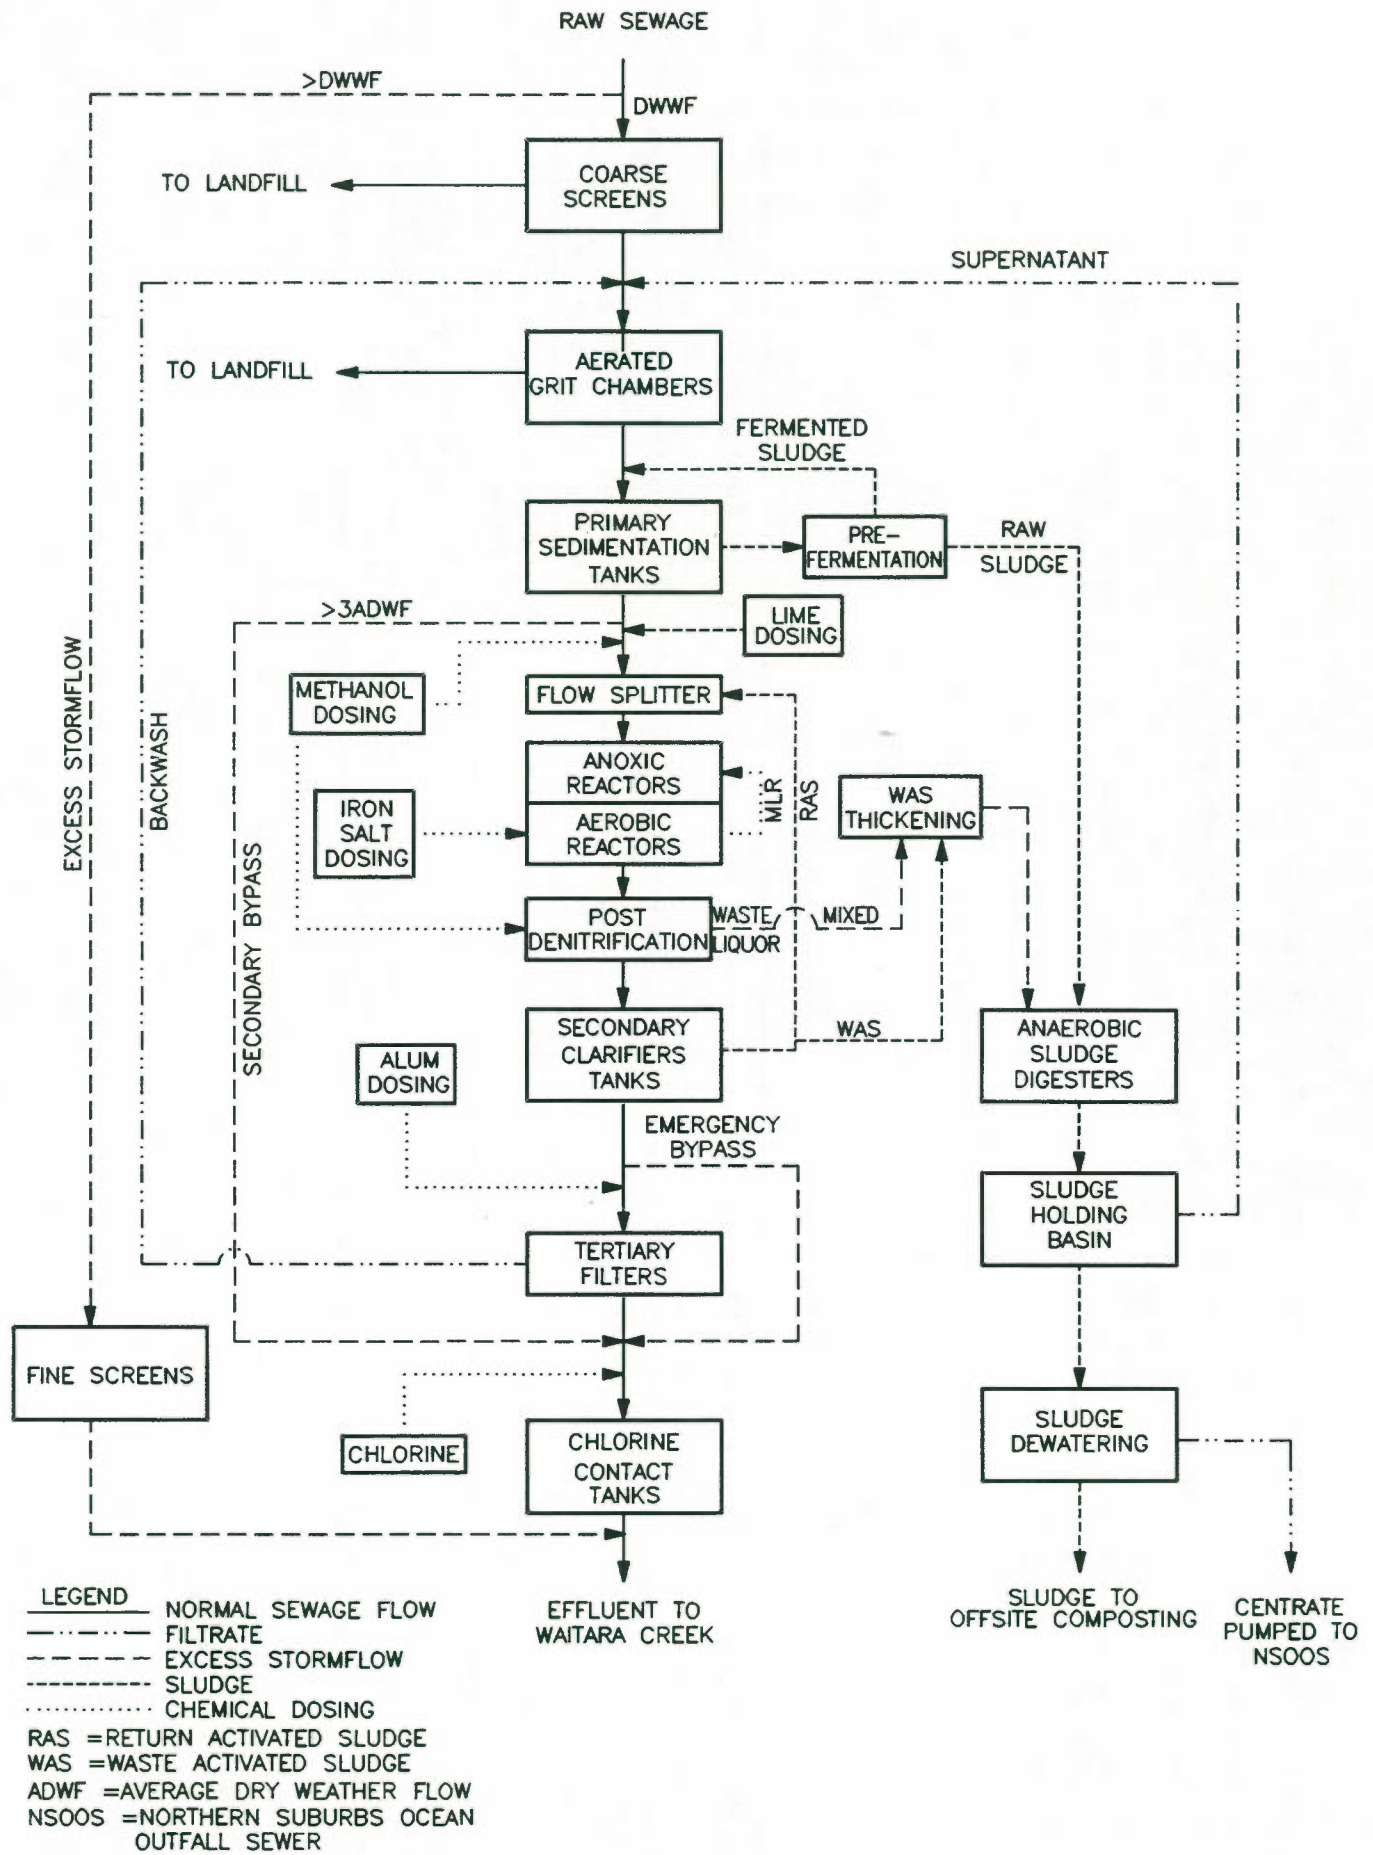 RAW SEWAGE
>DWWF
DWWF
COARSE
SCREENS
TO LANDFILL
SUPERNATANT
AERATED
GRIT CHAMBERS
TO LANDFILL
FERMENTED
SLUDGE
PRIMARY
SEDIMENTATION
TANKS
PRE-
FERMENTATION
RAW
SLUDGE
>3ADWF
LIME
DOSING
METHANOL
DOSING
FLOW SPLITTER
EXCESS STORMFLOW
BACKWASH
SECONDARY BYPASS
ANOXIC
REACTORS
MLR
RAS
WAS
THICKENING
IRON
SALT
DOSING
AEROBIC
REACTORS
POST
DENITRIFICATION
WASTE MIXED
LIQUOR
SECONDARY
CLARIFIERS
TANKS
WAS
ANAEROBIC
SLUDGE
DIGESTERS
ALUM
DOSING
EMERGENCY
BYPASS
SLUDGE
HOLDING
BASIN
TERTIARY
FILTERS
FINE SCREENS
CHLORINE
CHLORINE
CONTACT
TANKS
SLUDGE
DEWATERING
EFFLUENT TO
WAITARA CREEK
SLUDGE TO
OFFSITE COMPOSTING
CENTRATE
PUMPED TO
NSOOS
LEGEND
NORMAL SEWAGE FLOW
FILTRATE
EXCESS STORMFLOW
SLUDGE
CHEMICAL DOSING
RAS =RETURN ACTIVATED SLUDGE
WAS =WASTE ACTIVATED SLUDGE
ADWF =AVERAGE DRY WEATHER FLOW
NSOOS =NORTHERN SUBURBS OCEAN
OUTFALL SEWER